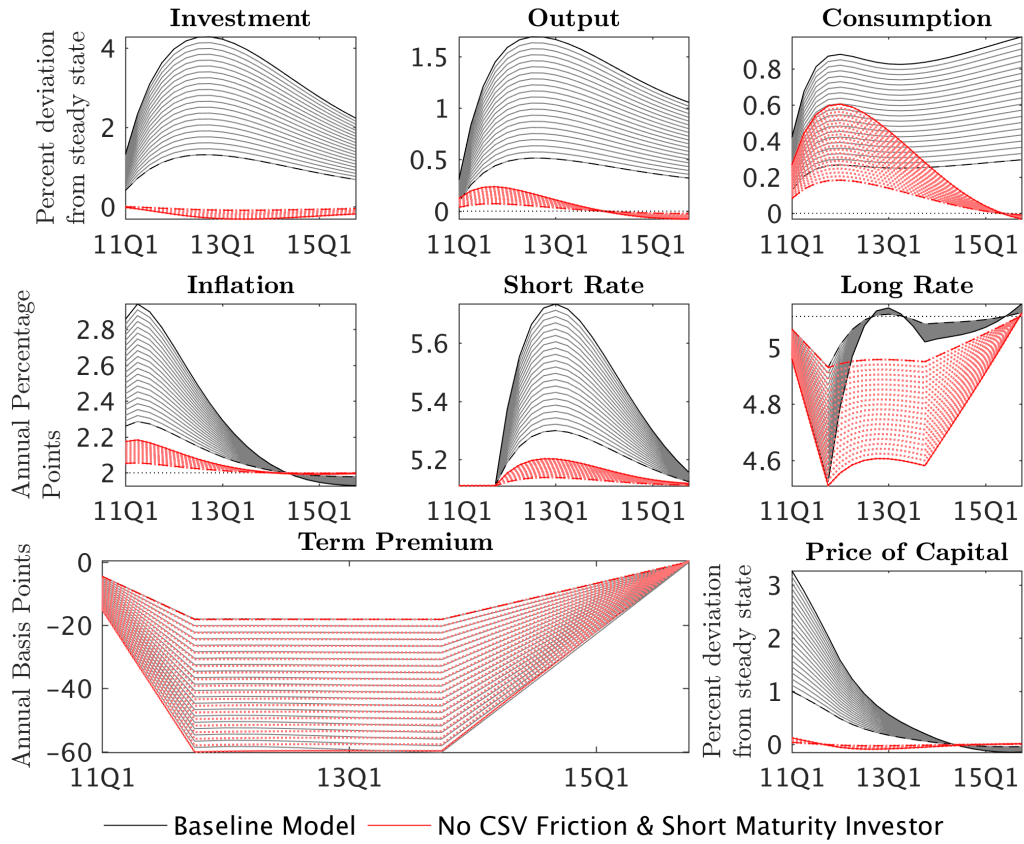 Investment
Output
Consumption
Percent deviation
from steady state
4
2
0
11Q1 13Q1 15Q1
1.5
1
0.5
0
11Q1 13Q1 15Q1
0.8
0.6
0.4
0.2
0
11Q1 13Q1 15Q1
Inflation
Short Rate
Long Rate
Annual Percentage
Points
2.8
2.6
2.4
2.2
2
11Q1 13Q1 15Q1
5.6
5.4
5.2
11Q1 13Q1 15Q1
5
4.8
4.6
11Q1 13Q1 15Q1
Term Premium
Annual Basis Points
0
−20
−40
−60
11Q1 13Q1 15Q1
Price of Capital
Percent deviation
from steady state
3
2
1
0
11Q1 13Q1 15Q1
Baseline Model
No CSV Friction & Short Maturity Investor